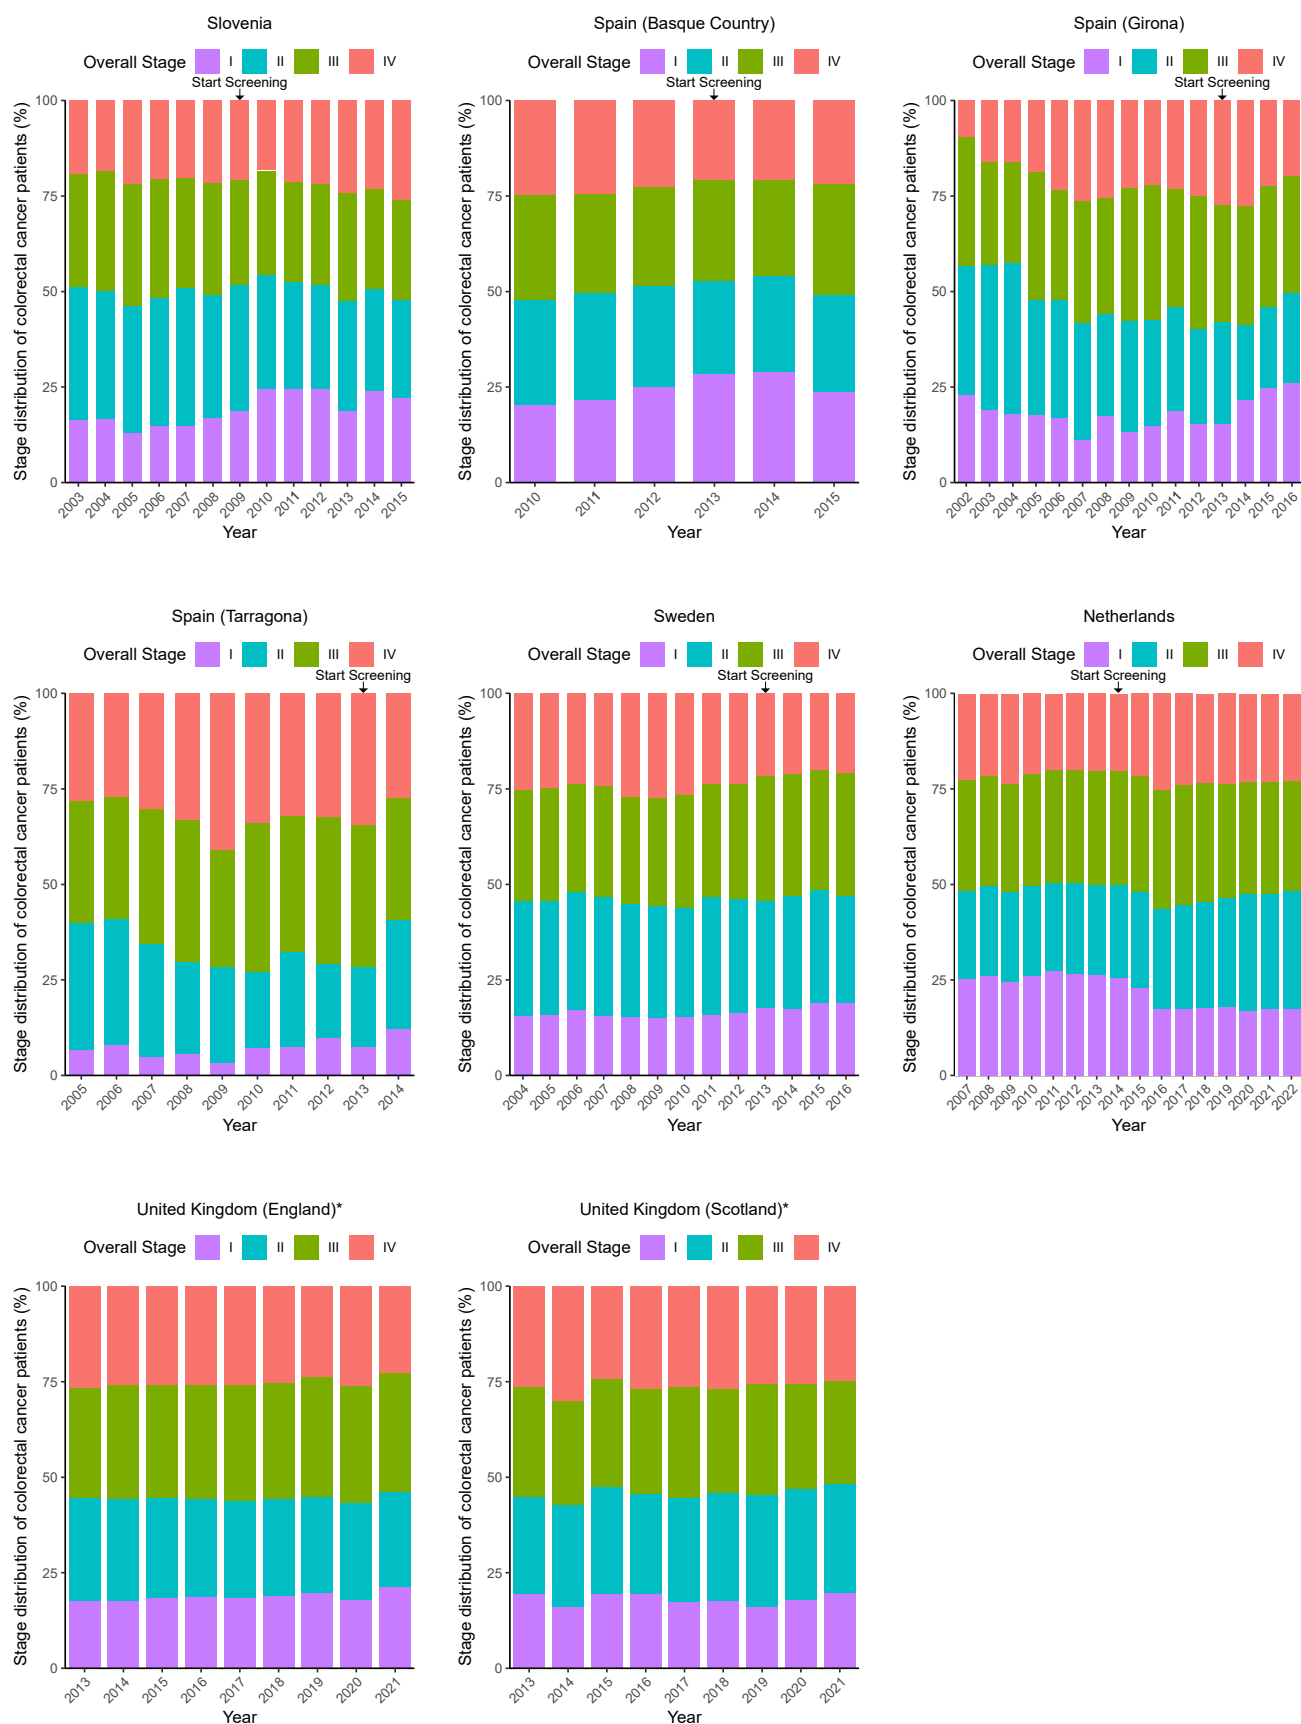 Slovenia
Overall Stage I II III IV
Start Screening
Stage distribution of colorectal cancer patients (%)
100
75
50
25
0
2003 2004 2005 2006 2007 2008 2009 2010 2011 2012 2013 2014 2015
Year
Spain (Basque Country)
Overall Stage I II III IV
Start Screening
Stage distribution of colorectal cancer patients (%)
100
75
50
25
0
2010 2011 2012 2013 2014 2015
Year
Spain (Girona)
Overall Stage I II III IV
Start Screening
Stage distribution of colorectal cancer patients (%)
100
75
50
25
0
2002 2003 2004 2005 2006 2007 2008 2009 2010 2011 2012 2013 2014 2015 2016
Year
Spain (Tarragona)
Overall Stage I II III IV
Start Screening
Stage distribution of colorectal cancer patients (%)
100
75
50
25
0
2005 2006 2007 2008 2009 2010 2011 2012 2013 2014
Year
Sweden
Overall Stage I II III IV
Start Screening
Stage distribution of colorectal cancer patients (%)
100
75
50
25
0
2004 2005 2006 2007 2008 2009 2010 2011 2012 2013 2014 2015 2016
Year
Netherlands
Overall Stage I II III IV
Start Screening
Stage distribution of colorectal cancer patients (%)
100
75
50
25
0
2007 2008 2009 2010 2011 2012 2013 2014 2015 2016 2017 2018 2019 2020 2021 2022
Year
United Kingdom (England)*
Overall Stage I II III IV
Stage distribution of colorectal cancer patients (%)
100
75
50
25
0
2013 2014 2015 2016 2017 2018 2019 2020 2021
Year
United Kingdom (Scotland)*
Overall Stage I II III IV
Stage distribution of colorectal cancer patients (%)
100
75
50
25
0
2013 2014 2015 2016 2017 2018 2019 2020 2021
Year